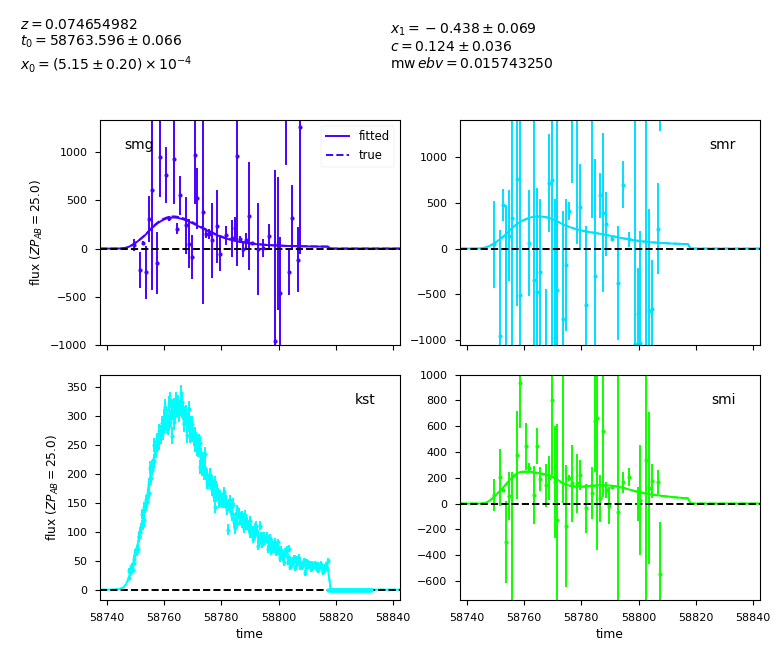 z = 0.074654982
t₀ = 58763.596 ± 0.066
x₀ = (5.15 ± 0.20) × 10⁻⁴
x₁ = −0.438 ± 0.069
c = 0.124 ± 0.036
mw ebv = 0.015743250
smg
fitted
true
1000
500
0
−500
−1000
flux (ZP_AB = 25.0)
smr
1000
500
0
−500
−1000
kst
350
300
250
200
150
100
50
0
flux (ZP_AB = 25.0)
58740 58760 58780 58800 58820 58840
time
smi
1000
800
600
400
200
0
−200
−400
−600
58740 58760 58780 58800 58820 58840
time